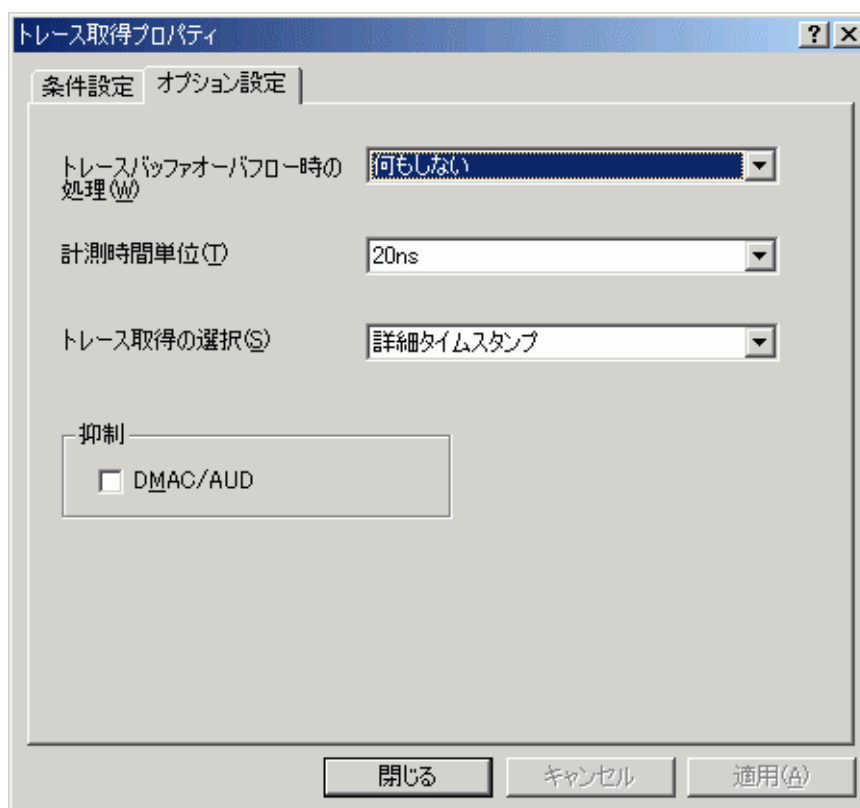 トレース取得プロパティ
条件設定 オプション設定
トレースバッファオーバフロー時の
処理(W)
何もしない
計測時間単位(T)
20ns
トレース取得の選択(S)
詳細タイムスタンプ
抑制
DMAC/AUD
閉じる キャンセル 適用(A)